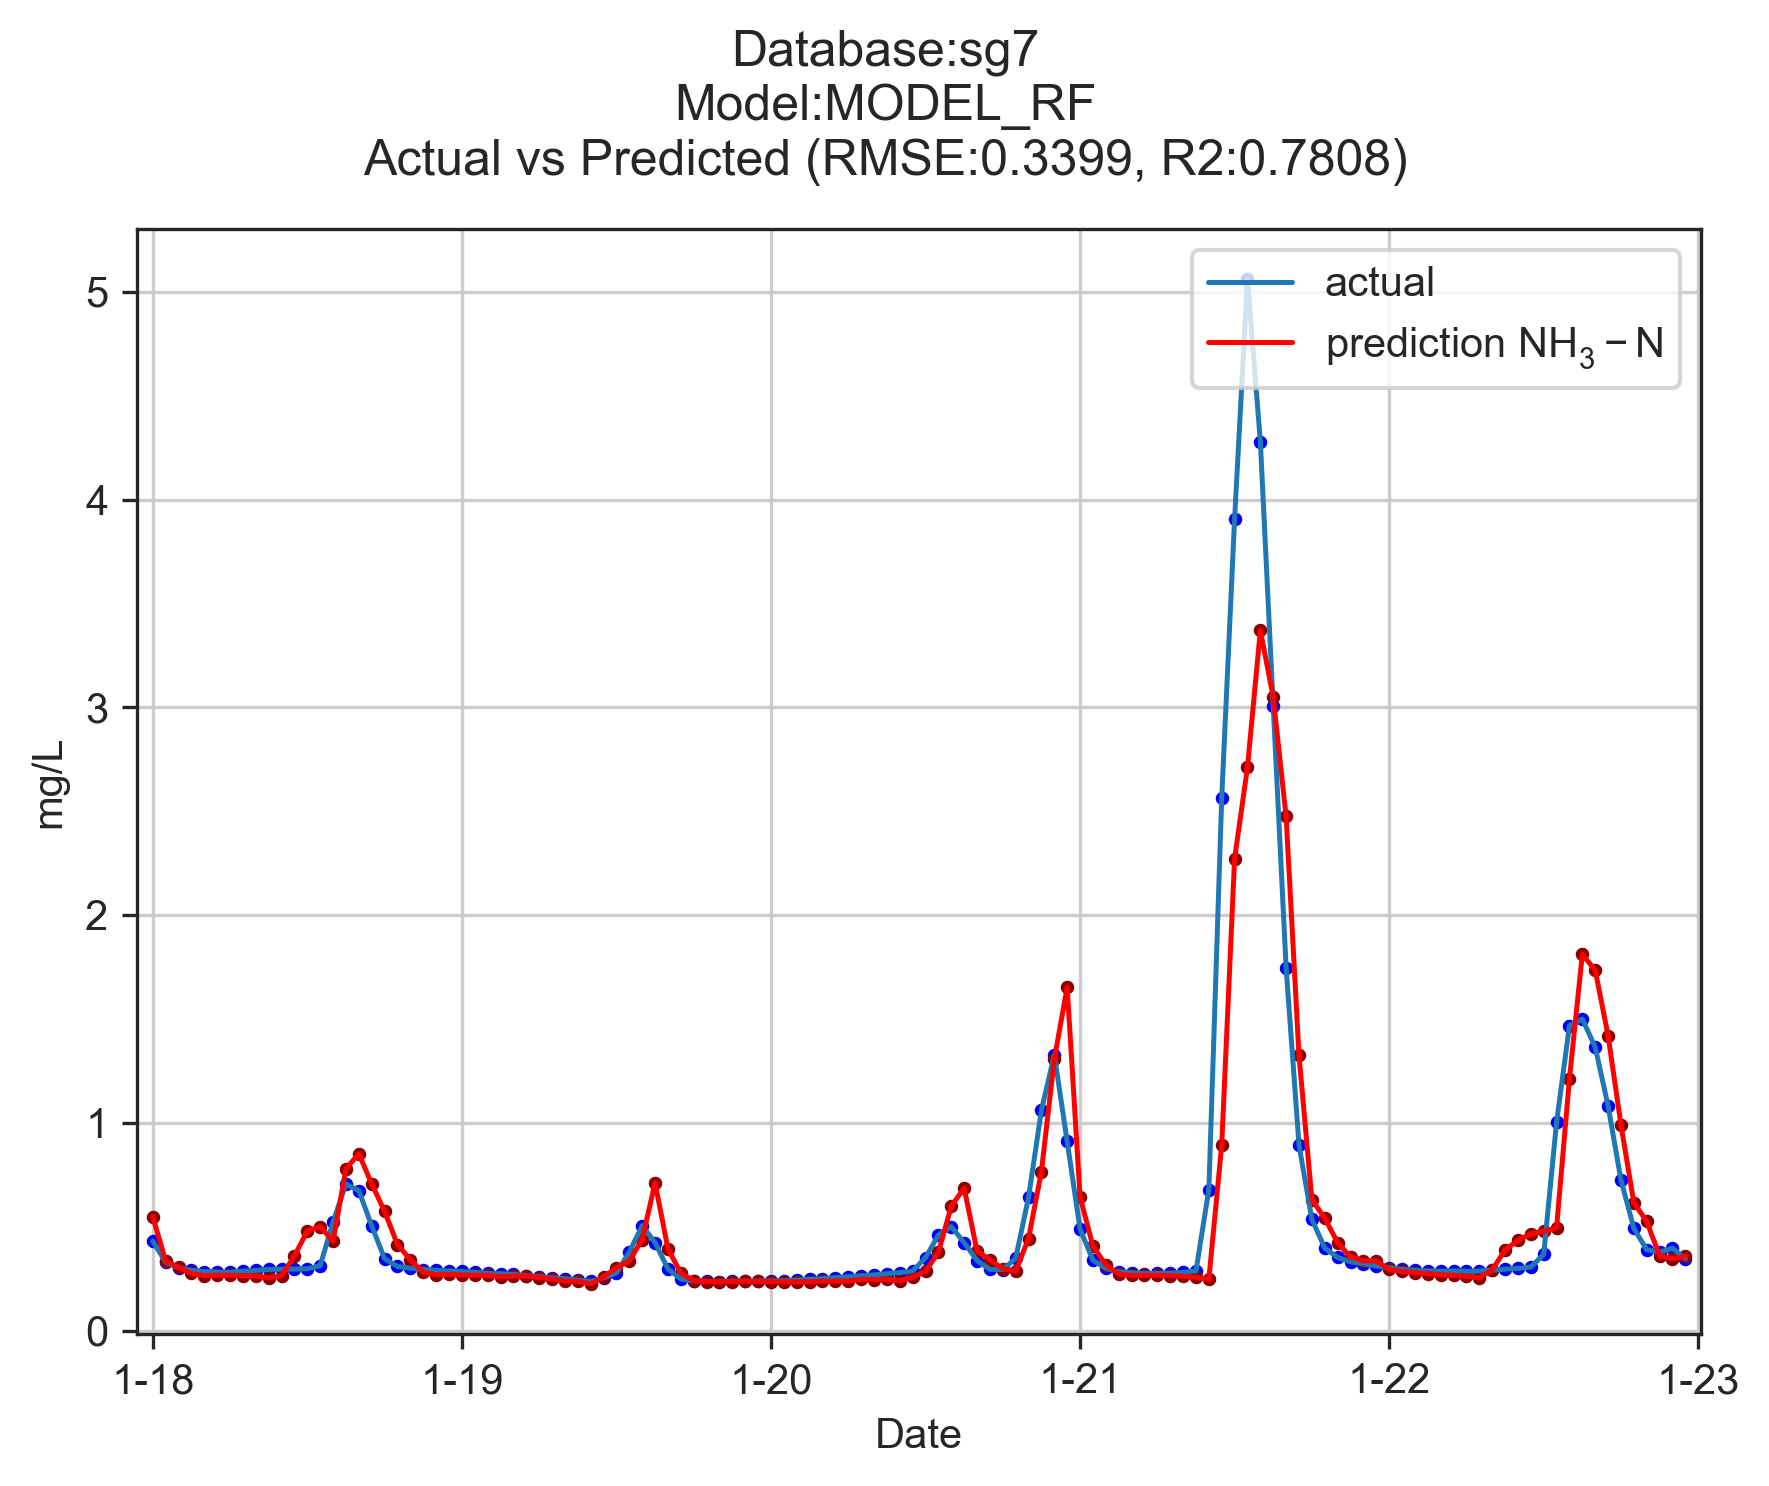 Database:sg7
Model:MODEL_RF
Actual vs Predicted (RMSE:0.3399, R2:0.7808)
actual
prediction NH₃ − N
5
4
3
2
1
0
mg/L
1-18 1-19 1-20 1-21 1-22 1-23
Date